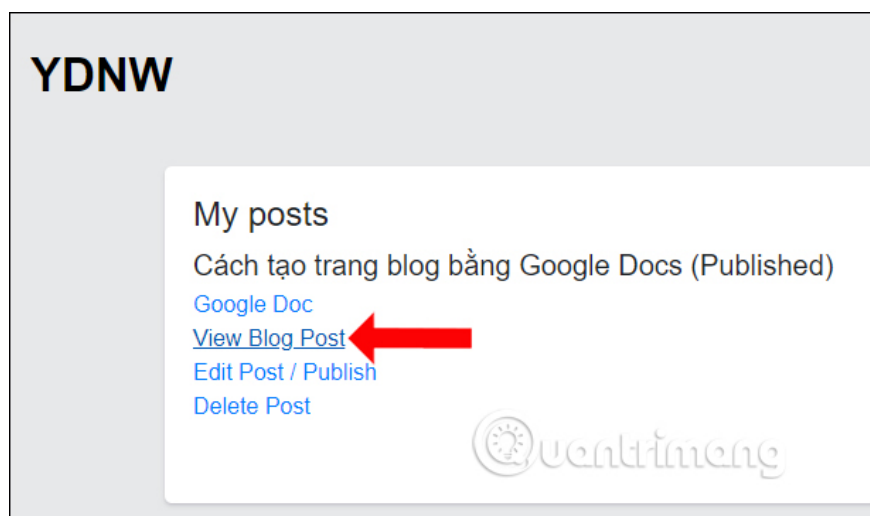 YDNW
My posts
Cách tạo trang blog bằng Google Docs (Published)
Google Doc
View Blog Post
Edit Post / Publish
Delete Post
Quantrimang